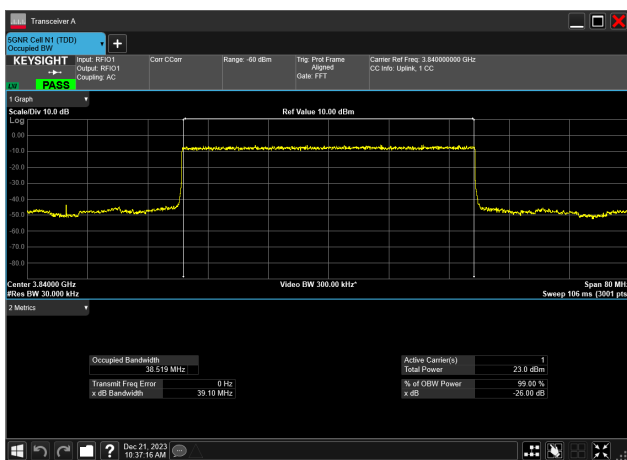 Transceiver A
5GNR Cell N1 (TDD)
Occupied BW
KEYSIGHT
Input: RFIO1
Output: RFIO1
Coupling: AC
Corr CCorr
Range: -60 dBm
Trig: Prot Frame
Aligned
Gate: FFT
Carrier Ref Freq: 3.840000000 GHz
CC Info: Uplink, 1 CC
PASS
1 Graph
Scale/Div 10.0 dB
Ref Value 10.00 dBm
Log
0.00
-10.0
-20.0
-30.0
-40.0
-50.0
-60.0
-70.0
-80.0
Center 3.84000 GHz
Video BW 300.00 kHz*
Span 80 MH
#Res BW 30.000 kHz
Sweep 106 ms (3001 pts
2 Metrics
Occupied Bandwidth
38.519 MHz
Transmit Freq Error 0 Hz
x dB Bandwidth 39.10 MHz
Active Carrier(s) 1
Total Power 23.0 dBm
% of OBW Power 99.00 %
x dB -26.00 dB
Dec 21, 2023
10:37:16 AM